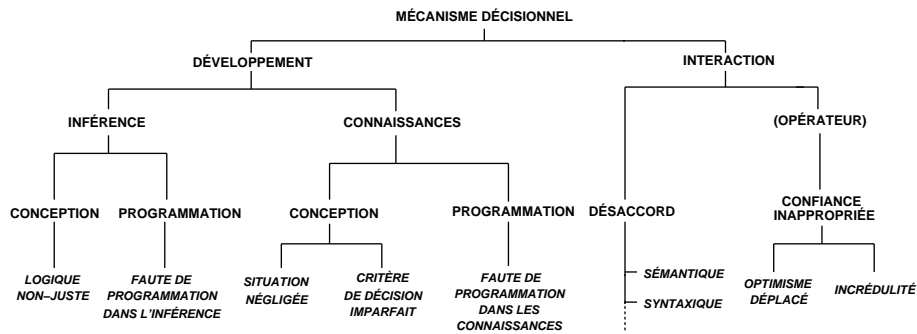 MÉCANISME DÉCISIONNEL
DÉVELOPPEMENT
INTERACTION
INFÉRENCE
CONNAISSANCES
(OPÉRATEUR)
CONCEPTION
PROGRAMMATION
CONCEPTION
PROGRAMMATION
DÉSACCORD
CONFIANCE
INAPPROPRIÉE
LOGIQUE
NON–JUSTE
FAUTE DE
PROGRAMMATION
DANS L'INFÉRENCE
SITUATION
NÉGLIGÉE
CRITÈRE
DE DÉCISION
IMPARFAIT
FAUTE DE
PROGRAMMATION
DANS LES
CONNAISSANCES
SÉMANTIQUE
SYNTAXIQUE
OPTIMISME
DÉPLACÉ
INCRÉDULITÉ